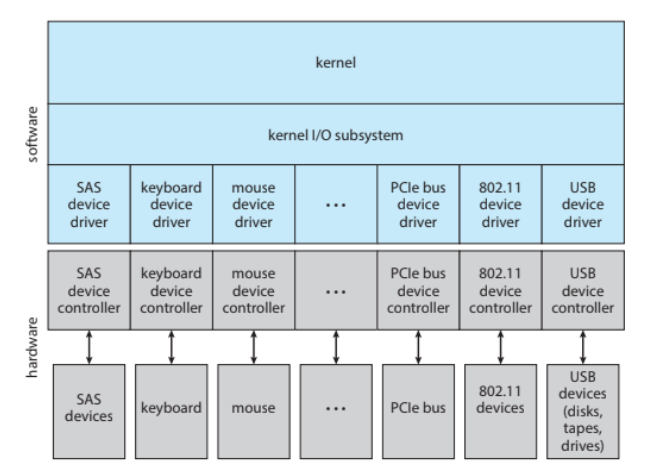 software
kernel
kernel I/O subsystem
SAS
device
driver
keyboard
device
driver
mouse
device
driver
...
PCIe bus
device
driver
802.11
device
driver
USB
device
driver
hardware
SAS
device
controller
keyboard
device
controller
mouse
device
controller
...
PCIe bus
device
controller
802.11
device
controller
USB
device
controller
SAS
devices
keyboard
mouse
...
PCIe bus
802.11
devices
USB
devices
(disks,
tapes,
drives)